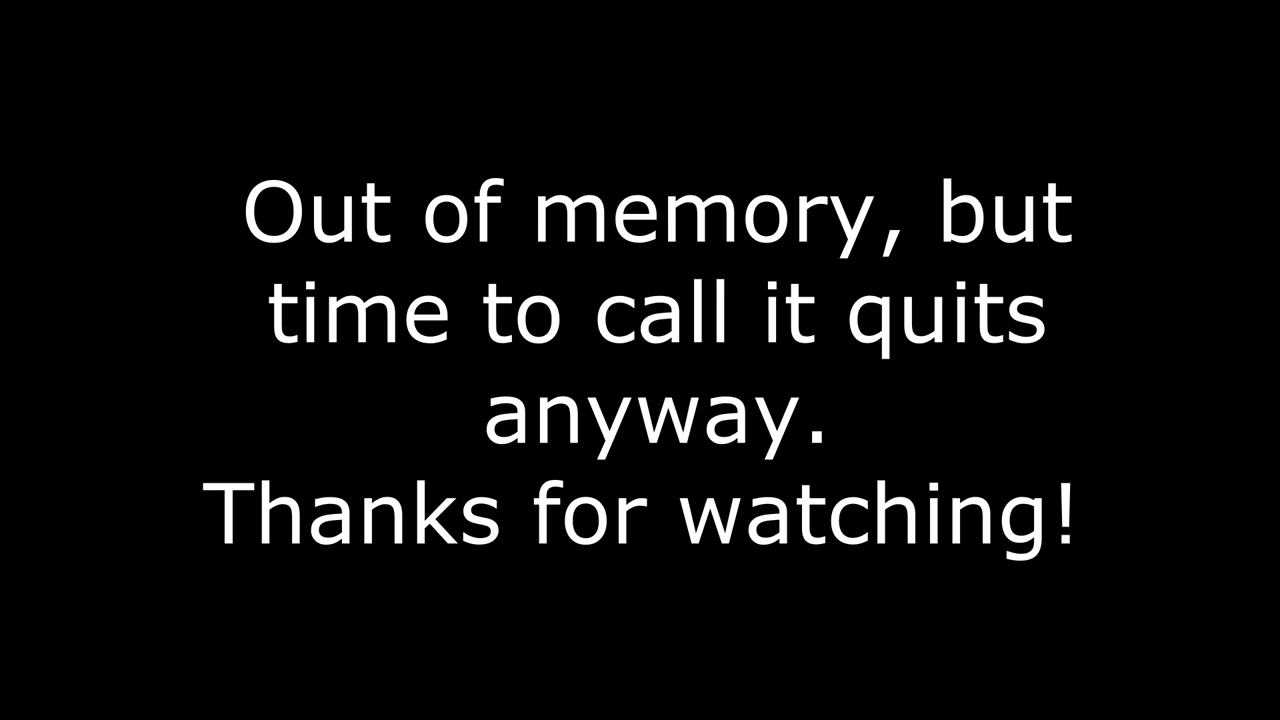 Out of memory, but
time to call it quits
anyway.
Thanks for watching!